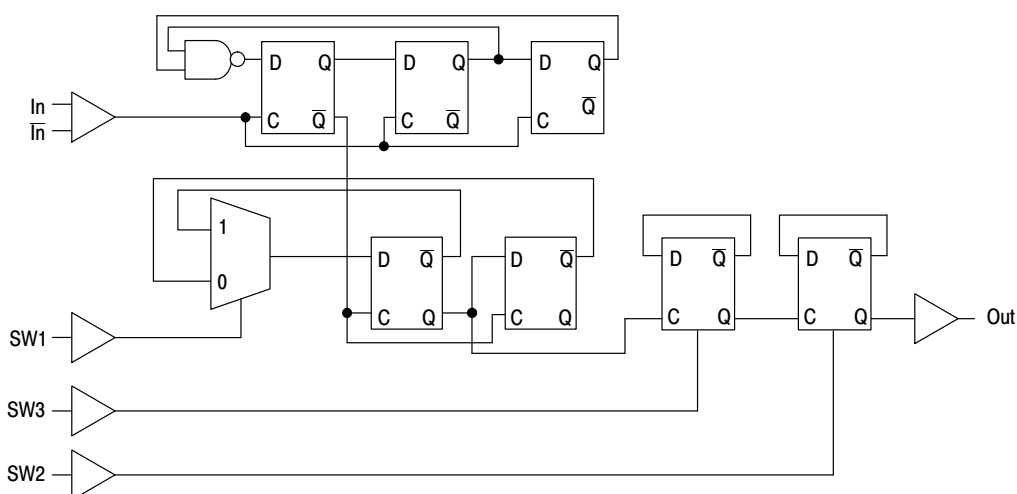 D Q D Q D Q
In
In
C Q̅ C Q̅ C Q̅
1
D Q̅ D Q̅ D Q̅ D Q̅
0
C Q C Q C Q C Q Out
SW1
SW3
SW2